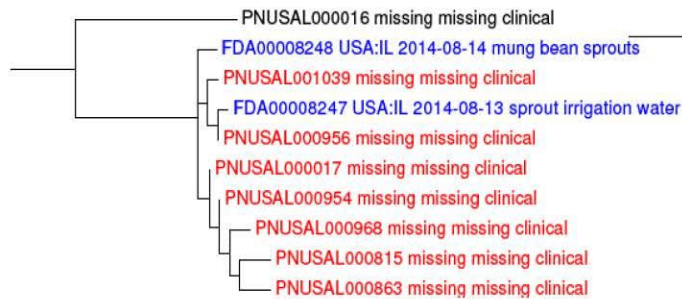 PNUSAL000016 missing missing clinical
FDA00008248 USA:IL 2014-08-14 mung bean sprouts
PNUSAL001039 missing missing clinical
FDA00008247 USA:IL 2014-08-13 sprout irrigation water
PNUSAL000956 missing missing clinical
PNUSAL000017 missing missing clinical
PNUSAL000954 missing missing clinical
PNUSAL000968 missing missing clinical
PNUSAL000815 missing missing clinical
PNUSAL000863 missing missing clinical